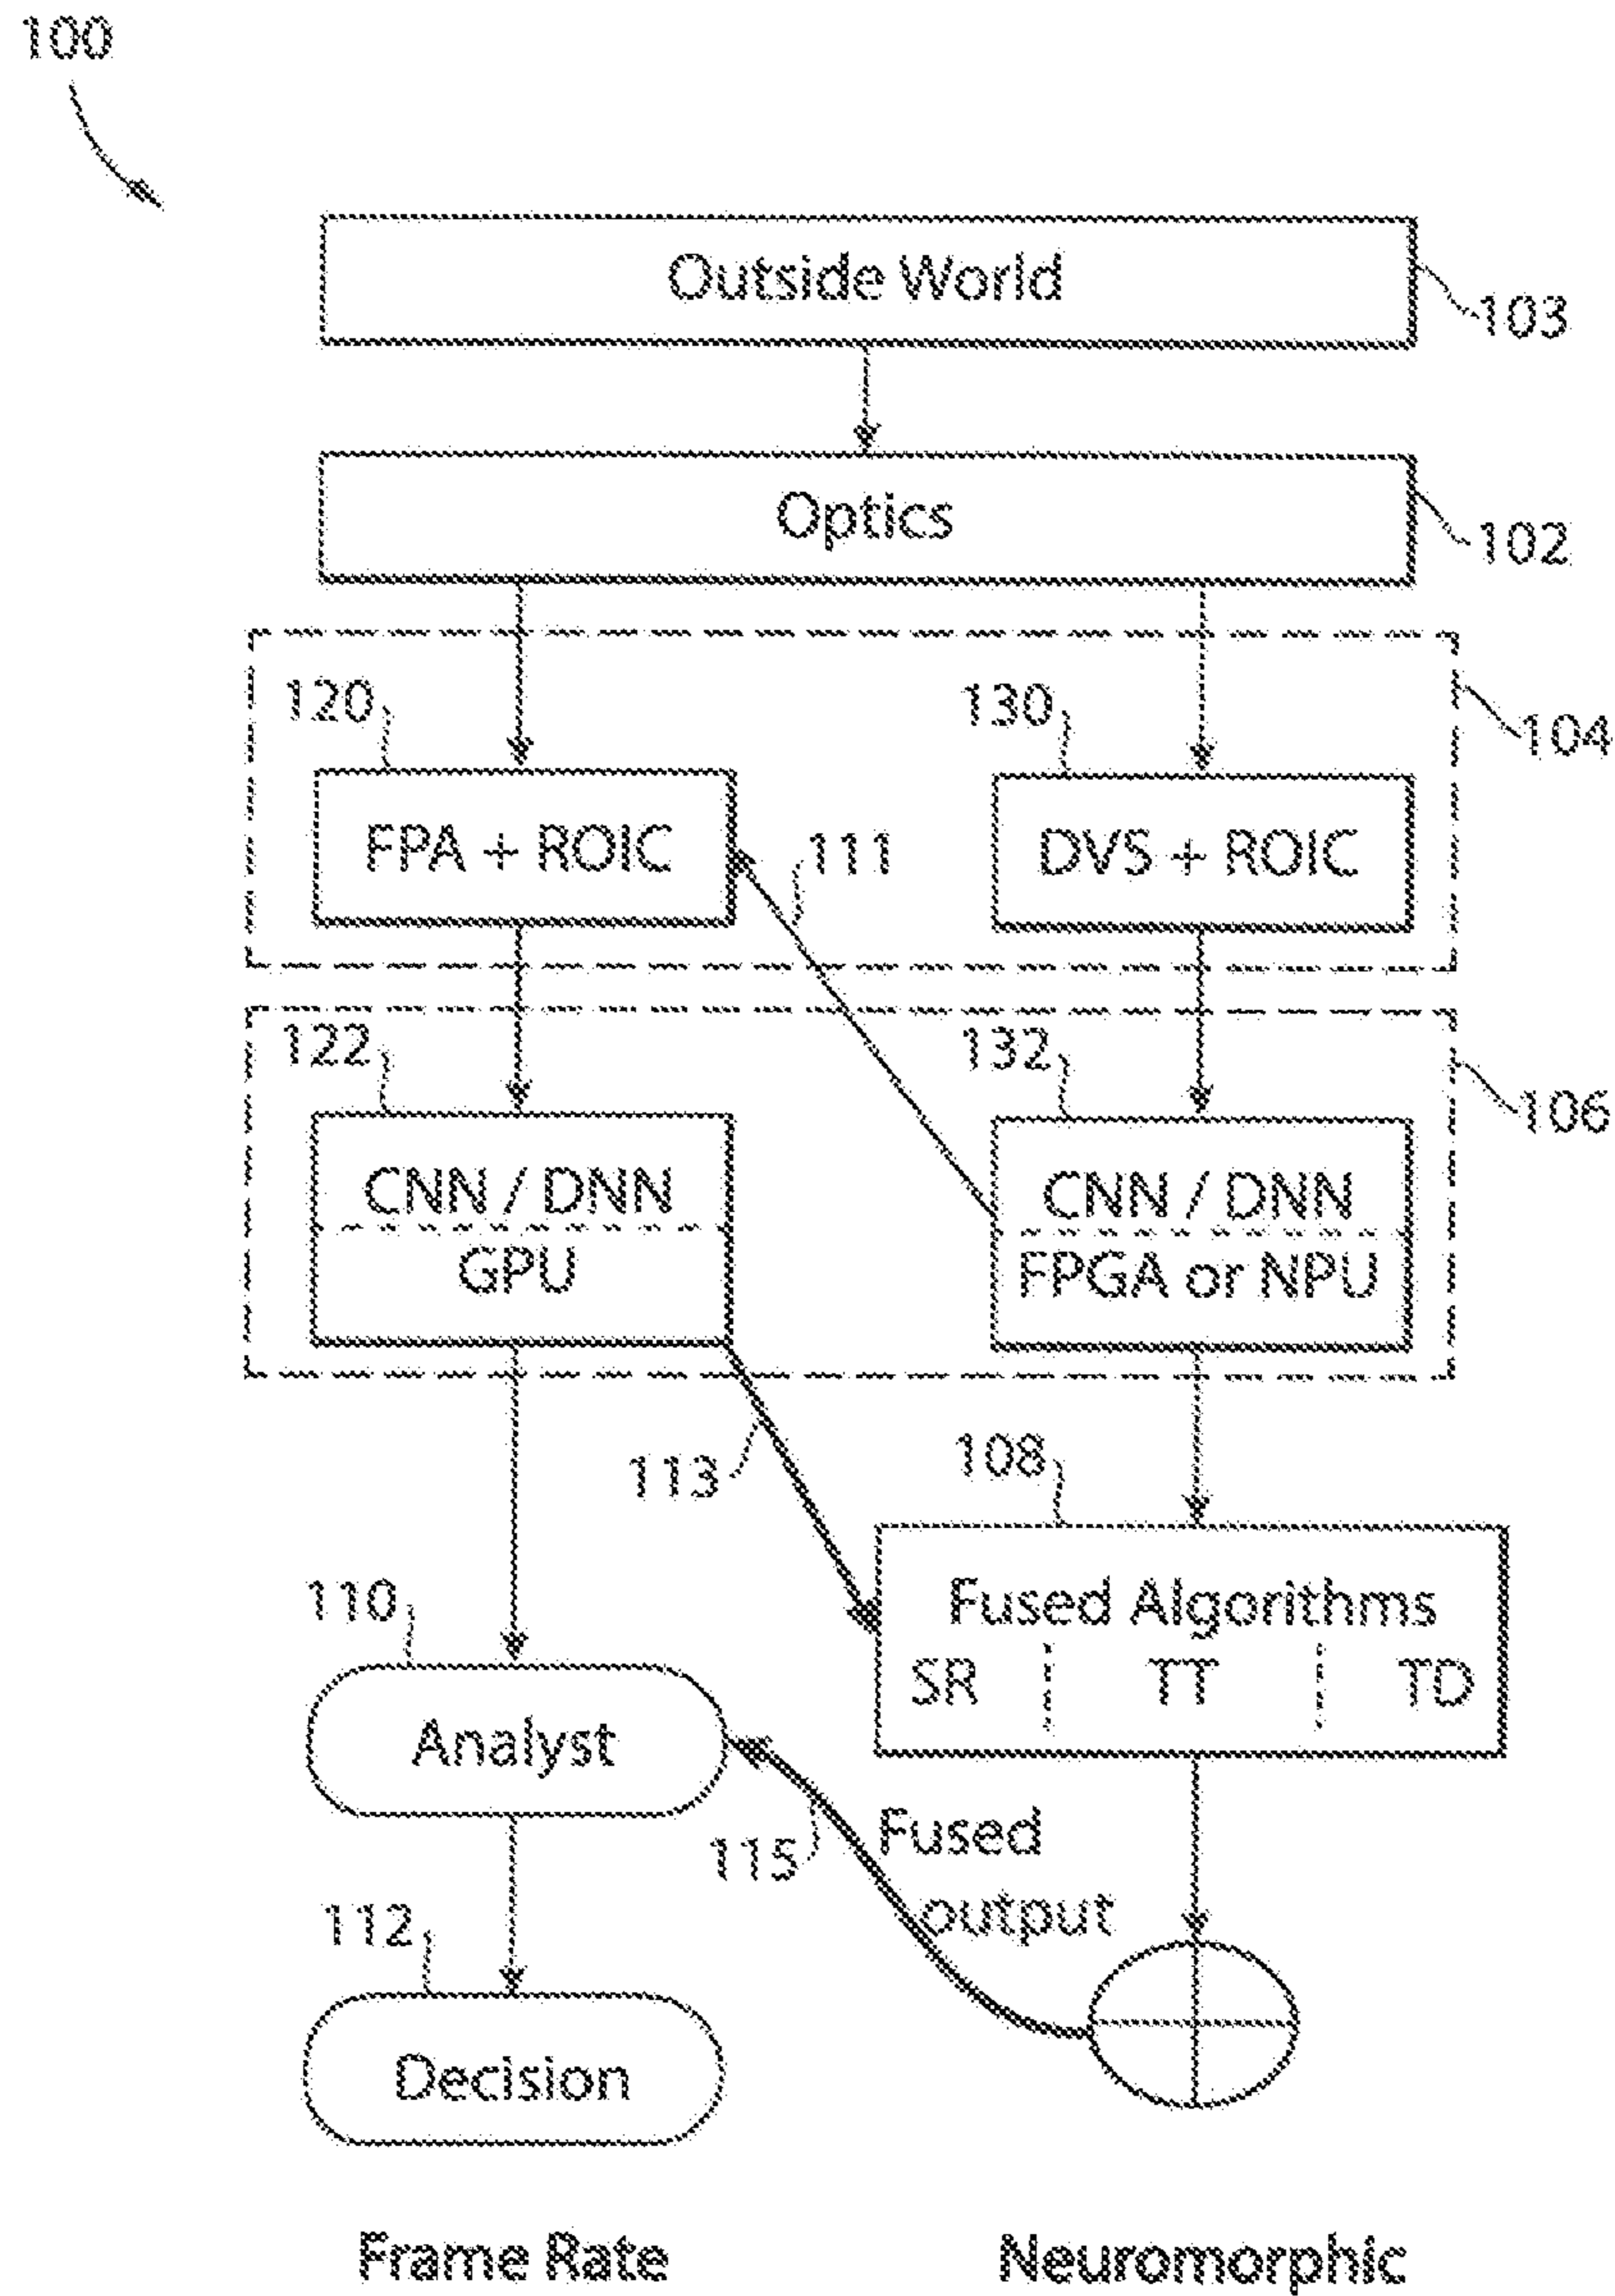 100
Outside World
103
Optics
102
120
130
104
FPA + ROIC
111
DVS + ROIC
122
132
106
CNN / DNN
GPU
CNN / DNN
FPGA or NPU
113
108
Fused Algorithms
SR TT TD
110
Analyst
115
Fused
output
112
Decision
Frame Rate
Neuromorphic